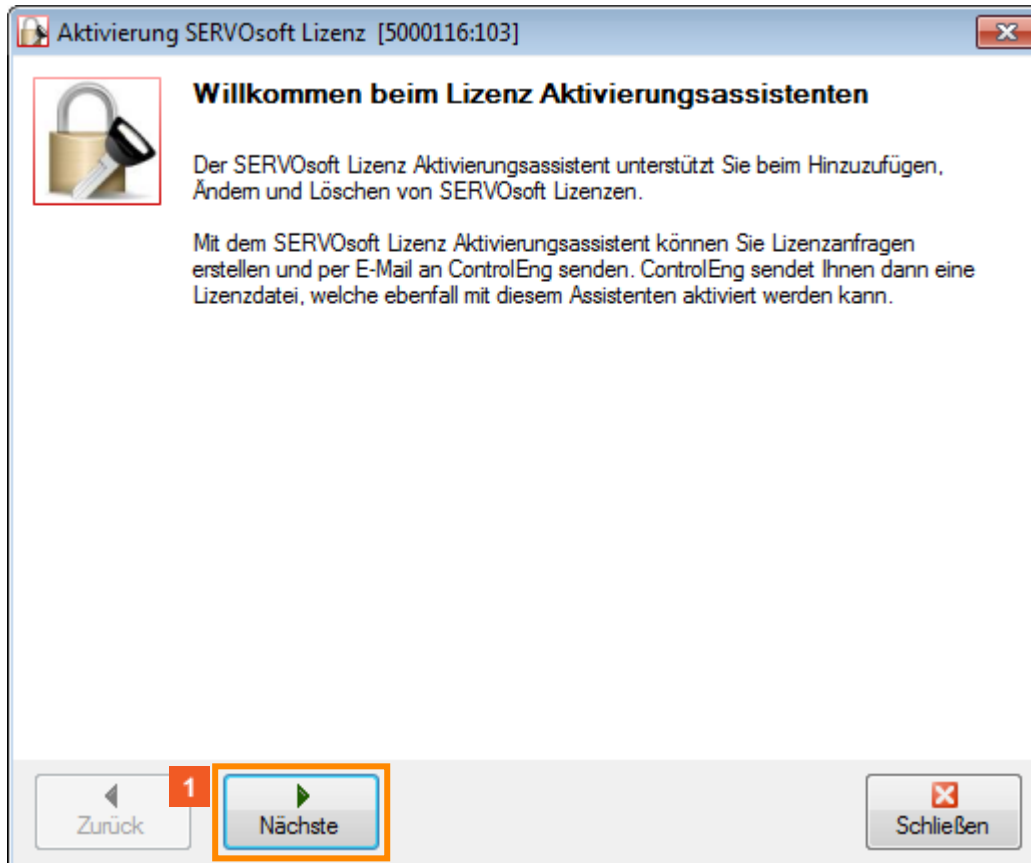 Aktivierung SERVOsoft Lizenz [5000116:103]
Willkommen beim Lizenz Aktivierungsassistenten
Der SERVOsoft Lizenz Aktivierungsassistent unterstützt Sie beim Hinzuzufügen,
Ändern und Löschen von SERVOsoft Lizenzen.
Mit dem SERVOsoft Lizenz Aktivierungsassistent können Sie Lizenzanfragen
erstellen und per E-Mail an ControlEng senden. ControlEng sendet Ihnen dann eine
Lizenzdatei, welche ebenfall mit diesem Assistenten aktiviert werden kann.
1
Zurück
Nächste
Schließen